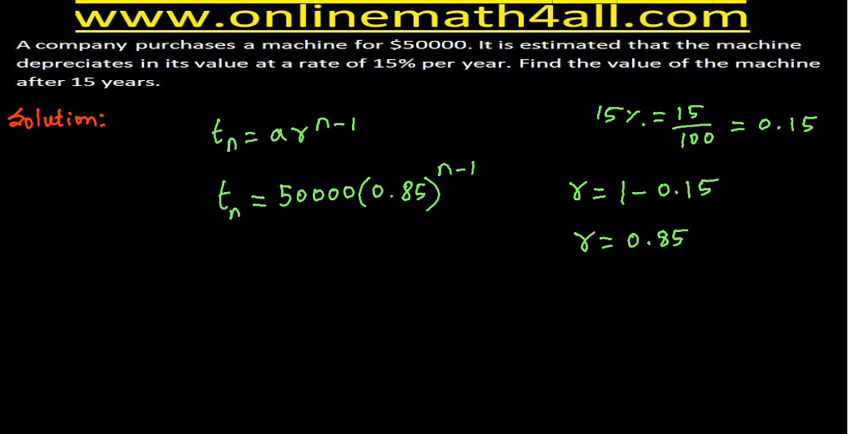 www.onlinemath4all.com
A company purchases a machine for $50000. It is estimated that the machine
depreciates in its value at a rate of 15% per year. Find the value of the machine
after 15 years.
Solution:
tₙ = arⁿ⁻¹
15% = 15/100 = 0.15
tₙ = 50000(0.85)ⁿ⁻¹
r = 1 - 0.15
r = 0.85